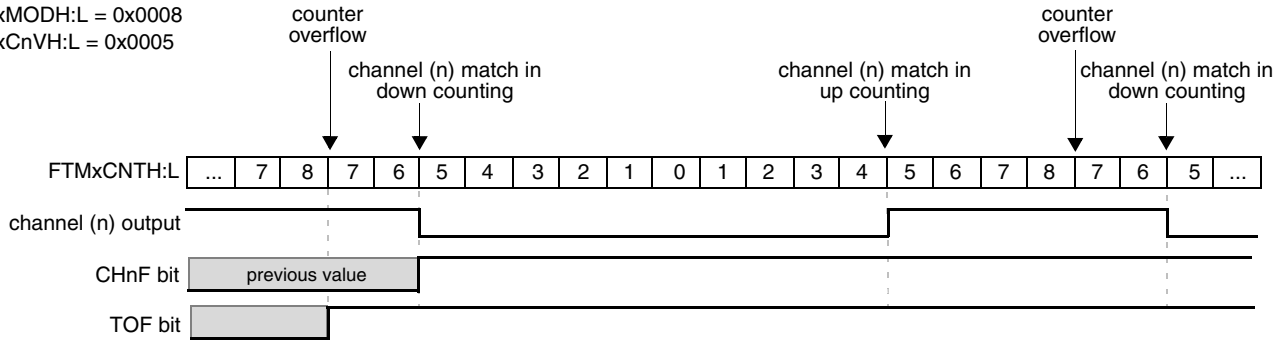 xMODH:L = 0x0008
xCnVH:L = 0x0005
counter
overflow
channel (n) match in
down counting
channel (n) match in
up counting
counter
overflow
channel (n) match in
down counting
FTMxCNTH:L ... 7 8 7 6 5 4 3 2 1 0 1 2 3 4 5 6 7 8 7 6 5 ...
channel (n) output
CHnF bit previous value
TOF bit